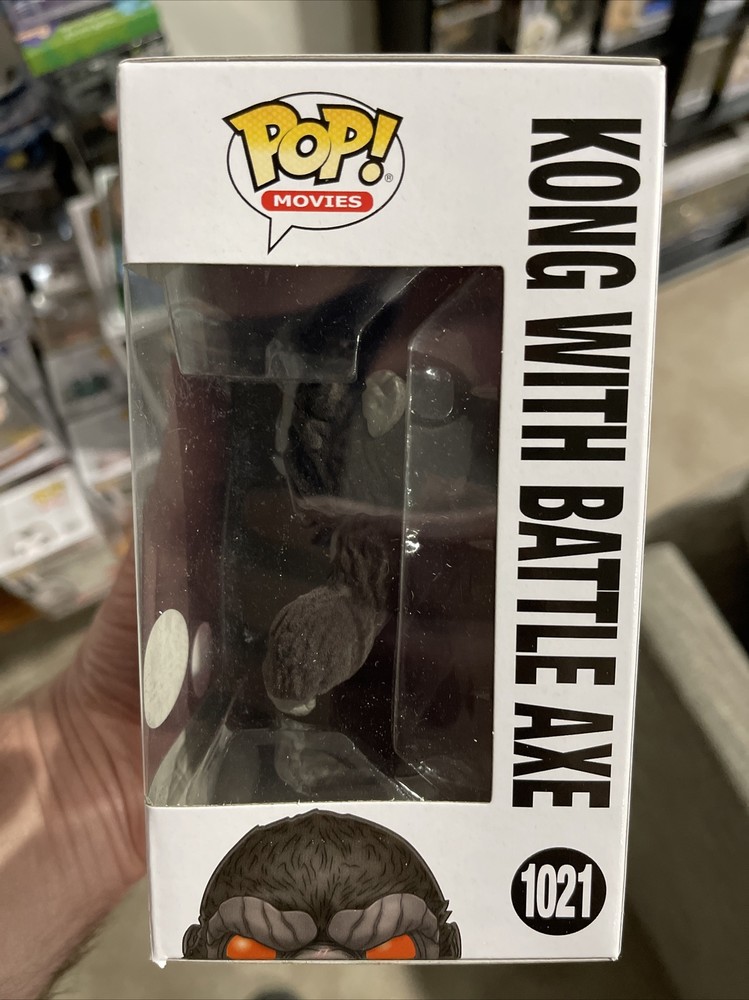 POP!
®
MOVIES
KONG WITH BATTLE AXE
1021